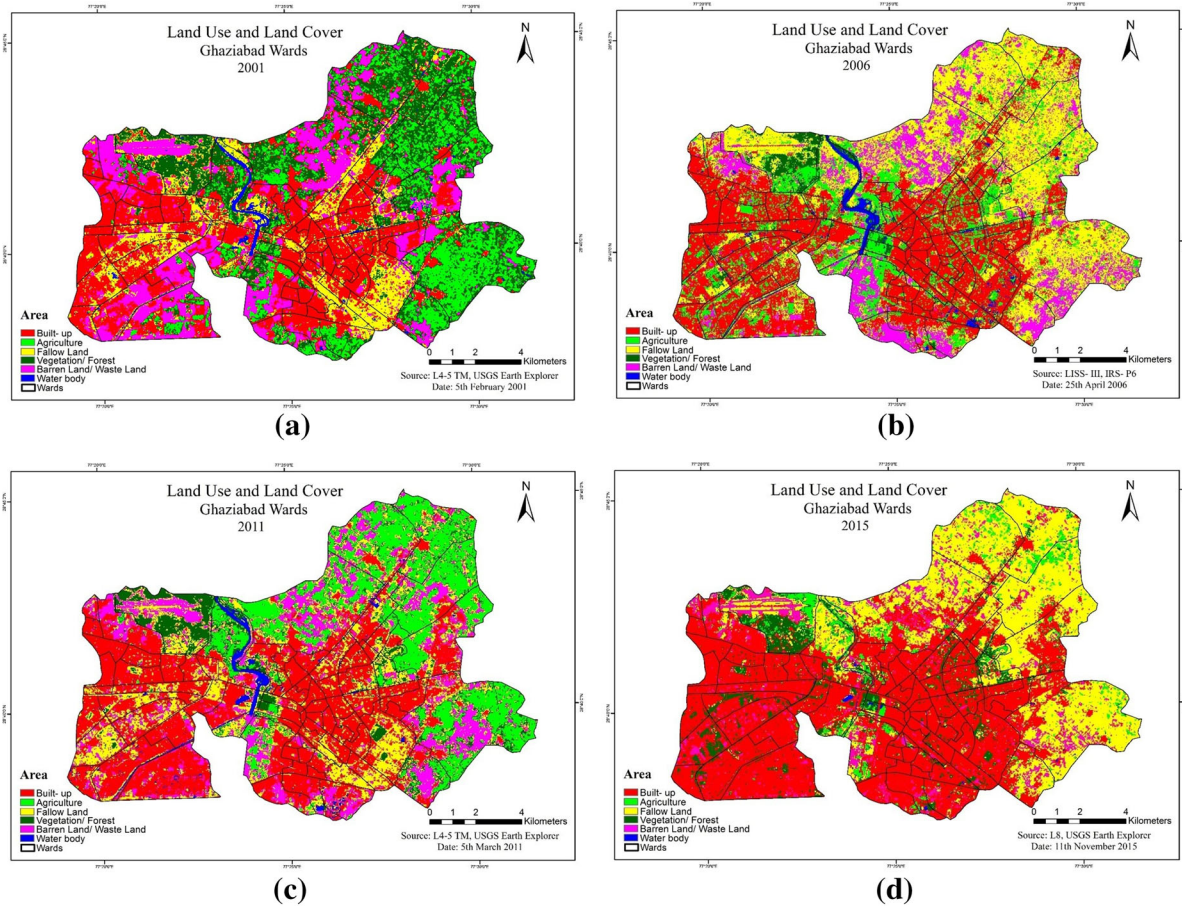 Land Use and Land Cover
Ghaziabad Wards
2001
N
Area
Built- up
Agriculture
Fallow Land
Vegetation/ Forest
Barren Land/ Waste Land
Water body
Wards
0 1 2 4
Kilometers
Source: L4-5 TM, USGS Earth Explorer
Date: 5th February 2001
(a)
Land Use and Land Cover
Ghaziabad Wards
2006
N
Area
Built- up
Agriculture
Fallow Land
Vegetation/ Forest
Barren Land/ Waste Land
Water body
Wards
0 1 2 4
Kilometers
Source: LISS- III, IRS- P6
Date: 25th April 2006
(b)
Land Use and Land Cover
Ghaziabad Wards
2011
N
Area
Built- up
Agriculture
Fallow Land
Vegetation/ Forest
Barren Land/ Waste Land
Water body
Wards
0 1 2 4
Kilometers
Source: L4-5 TM, USGS Earth Explorer
Date: 5th March 2011
(c)
Land Use and Land Cover
Ghaziabad Wards
2015
N
Area
Built- up
Agriculture
Fallow Land
Vegetation/ Forest
Barren Land/ Waste Land
Water body
Wards
0 1 2 4
Kilometers
Source: L8, USGS Earth Explorer
Date: 11th November 2015
(d)